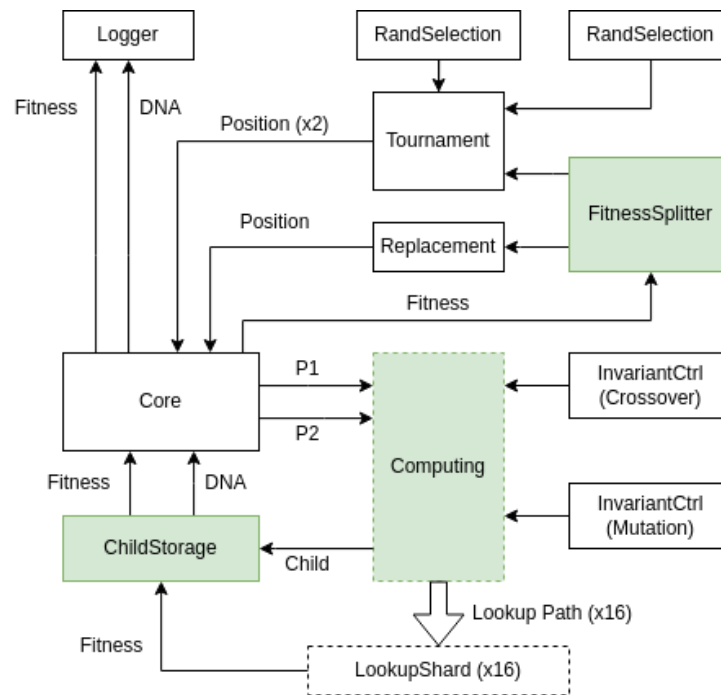 Logger
RandSelection
RandSelection
Fitness
DNA
Position (x2)
Tournament
FitnessSplitter
Position
Replacement
Fitness
Core
P1
P2
Computing
InvariantCtrl
(Crossover)
InvariantCtrl
(Mutation)
Fitness
DNA
ChildStorage
Child
Lookup Path (x16)
Fitness
LookupShard (x16)